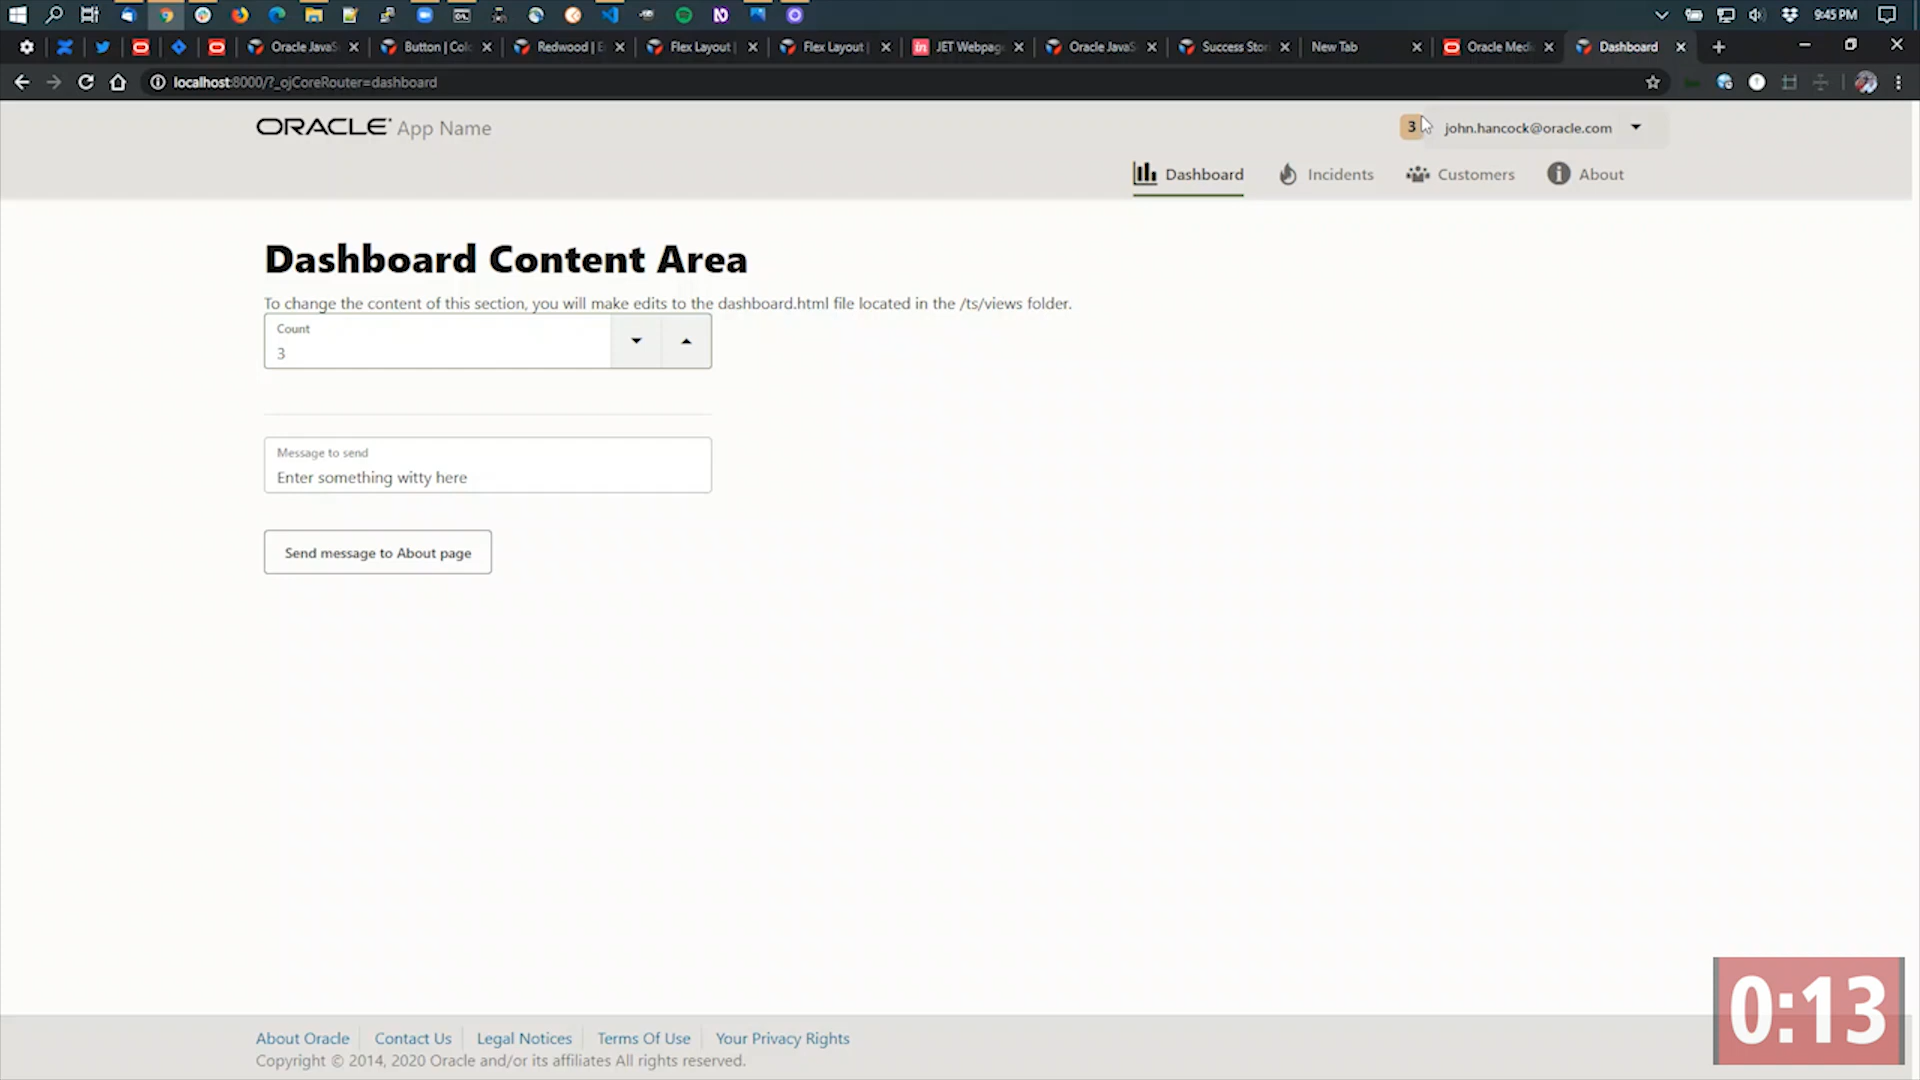 9:45 PM
Oracle JavaS
Button | Colo
Redwood | E
Flex Layout |
Flex Layout |
in JET Webpag
Oracle JavaS
Success Stor
New Tab
Oracle Med
Dashboard
localhost:8000/?_ojCoreRouter=dashboard
ORACLE App Name
3
john.hancock@oracle.com
Dashboard
Incidents
Customers
About
Dashboard Content Area
To change the content of this section, you will make edits to the dashboard.html file located in the /ts/views folder.
Count
3
Message to send
Enter something witty here
Send message to About page
0:13
About Oracle
Contact Us
Legal Notices
Terms Of Use
Your Privacy Rights
Copyright © 2014, 2020 Oracle and/or its affiliates All rights reserved.